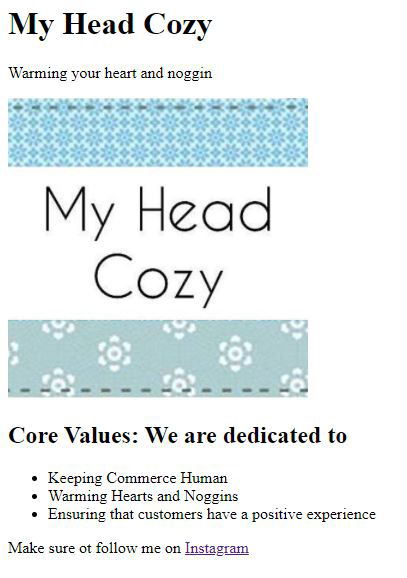 My Head Cozy
Warming your heart and noggin
My Head
Cozy
Core Values: We are dedicated to
Keeping Commerce Human
Warming Hearts and Noggins
Ensuring that customers have a positive experience
Make sure ot follow me on Instagram